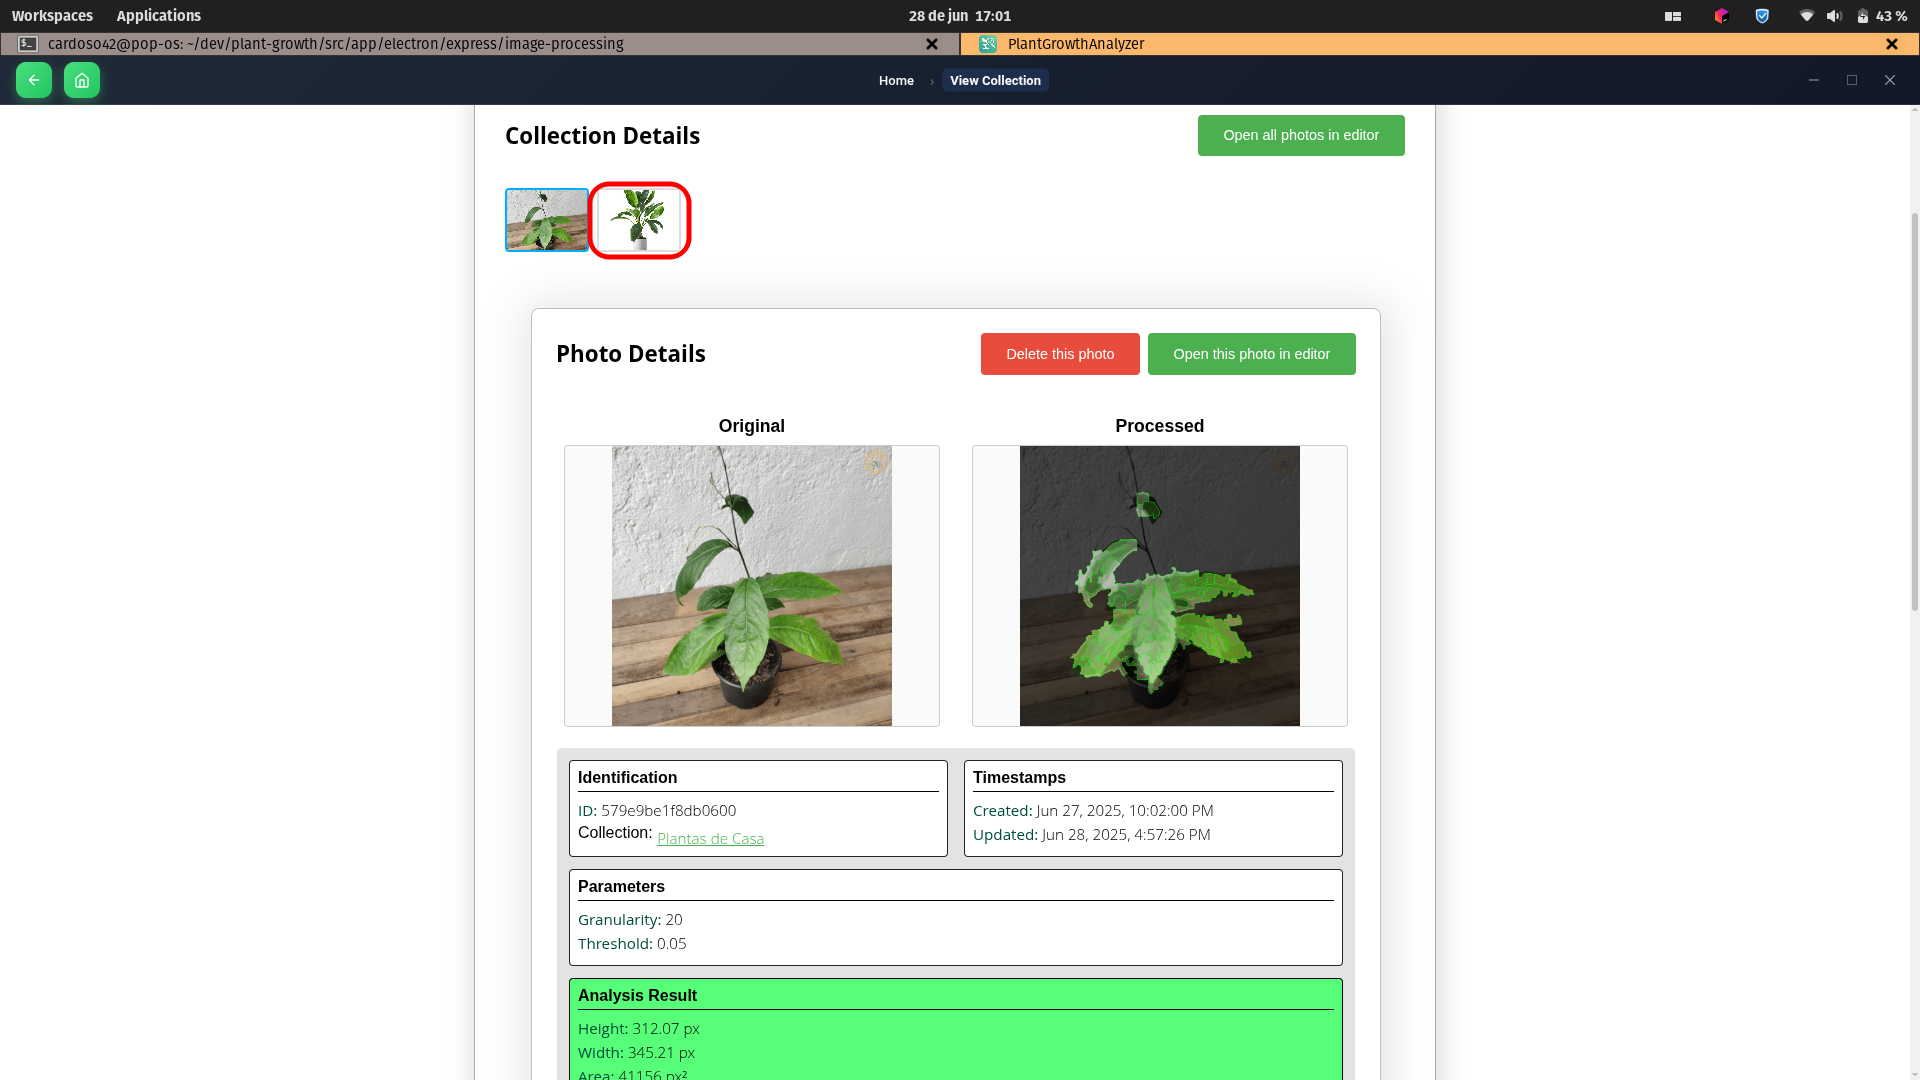 Workspaces Applications 28 de jun 17:01 43 %
cardoso42@pop-os: ~/dev/plant-growth/src/app/electron/express/image-processing PlantGrowthAnalyzer
Home › View Collection
Collection Details Open all photos in editor
Photo Details Delete this photo Open this photo in editor
Original Processed
Identification
ID: 579e9be1f8db0600
Collection: Plantas de Casa
Timestamps
Created: Jun 27, 2025, 10:02:00 PM
Updated: Jun 28, 2025, 4:57:26 PM
Parameters
Granularity: 20
Threshold: 0.05
Analysis Result
Height: 312.07 px
Width: 345.21 px
Area: 41156 px²